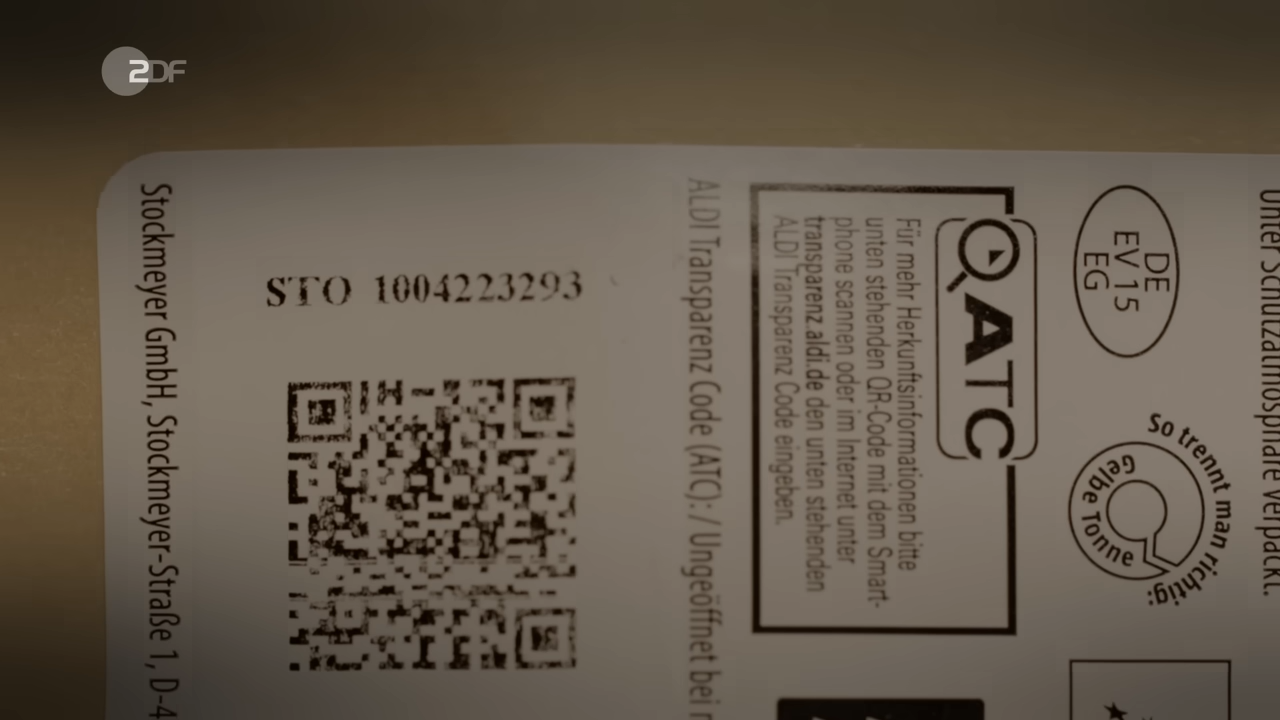 ZDF
STO 1004223293
Unter Schutzatmosphäre verpackt.
DE
EV 15
EG
So trennt man richtig:
Gelbe Tonne
ATC
Für mehr Herkunftsinformationen bitte
unten stehenden QR-Code mit dem Smart-
phone scannen oder im Internet unter
transparenz.aldi.de den unten stehenden
ALDI Transparenz Code eingeben.
ALDI Transparenz Code (ATC): / Ungeöffnet bei
Stockmeyer GmbH, Stockmeyer-Straße 1, D-4